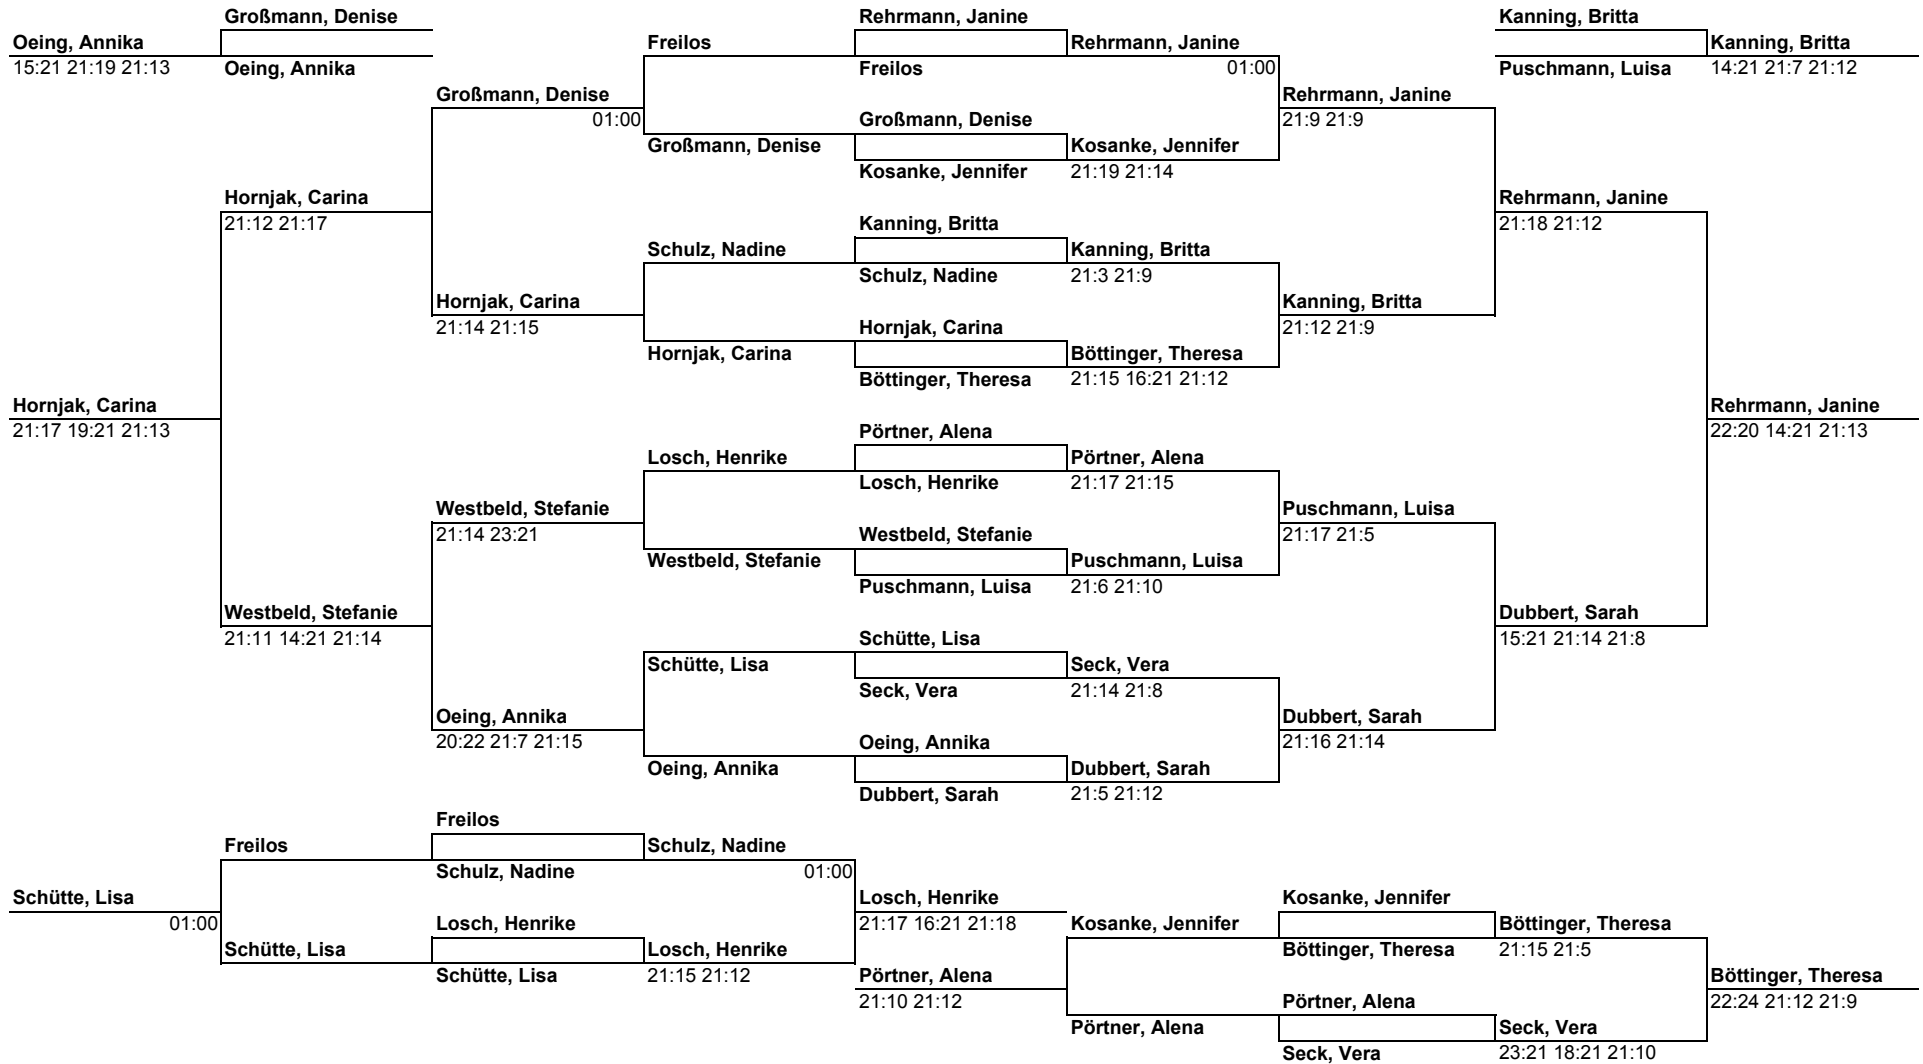 Großmann, Denise
Rehrmann, Janine
Kanning, Britta
Oeing, Annika
Freilos
Rehrmann, Janine
Kanning, Britta
15:21 21:19 21:13
Oeing, Annika
Freilos
01:00
Puschmann, Luisa
14:21 21:7 21:12
Großmann, Denise
Rehrmann, Janine
01:00
Großmann, Denise
21:9 21:9
Großmann, Denise
Kosanke, Jennifer
Kosanke, Jennifer
21:19 21:14
Hornjak, Carina
Rehrmann, Janine
21:12 21:17
Kanning, Britta
21:18 21:12
Schulz, Nadine
Kanning, Britta
Schulz, Nadine
21:3 21:9
Hornjak, Carina
Kanning, Britta
21:14 21:15
Hornjak, Carina
21:12 21:9
Hornjak, Carina
Böttinger, Theresa
Böttinger, Theresa
21:15 16:21 21:12
Hornjak, Carina
Rehrmann, Janine
21:17 19:21 21:13
Pörtner, Alena
22:20 14:21 21:13
Losch, Henrike
Pörtner, Alena
Losch, Henrike
21:17 21:15
Westbeld, Stefanie
Puschmann, Luisa
21:14 23:21
Westbeld, Stefanie
21:17 21:5
Westbeld, Stefanie
Puschmann, Luisa
Puschmann, Luisa
21:6 21:10
Westbeld, Stefanie
Dubbert, Sarah
21:11 14:21 21:14
Schütte, Lisa
15:21 21:14 21:8
Schütte, Lisa
Seck, Vera
Seck, Vera
21:14 21:8
Oeing, Annika
Dubbert, Sarah
20:22 21:7 21:15
Oeing, Annika
21:16 21:14
Oeing, Annika
Dubbert, Sarah
Dubbert, Sarah
21:5 21:12
Freilos
Freilos
Schulz, Nadine
Schulz, Nadine
01:00
Schütte, Lisa
Losch, Henrike
Kosanke, Jennifer
01:00
Losch, Henrike
21:17 16:21 21:18
Kosanke, Jennifer
Böttinger, Theresa
Schütte, Lisa
Losch, Henrike
Böttinger, Theresa
21:15 21:5
Schütte, Lisa
21:15 21:12
Pörtner, Alena
Böttinger, Theresa
21:10 21:12
Pörtner, Alena
22:24 21:12 21:9
Pörtner, Alena
Seck, Vera
Seck, Vera
23:21 18:21 21:10